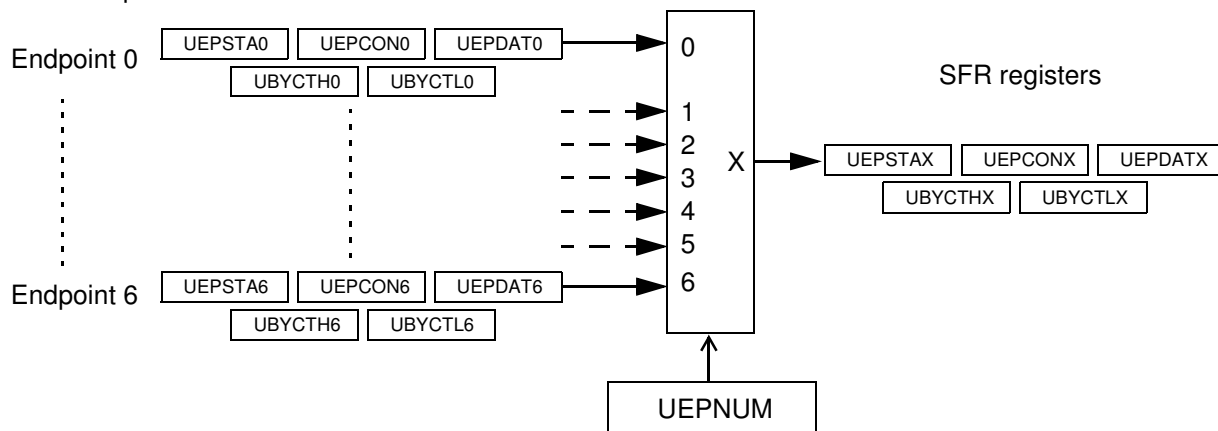 Endpoint 0
UEPSTA0 UEPCON0 UEPDAT0
UBYCTH0 UBYCTL0
0
1
2
3
4
5
6
X
SFR registers
UEPSTAX UEPCONX UEPDATX
UBYCTHX UBYCTLX
Endpoint 6
UEPSTA6 UEPCON6 UEPDAT6
UBYCTH6 UBYCTL6
UEPNUM